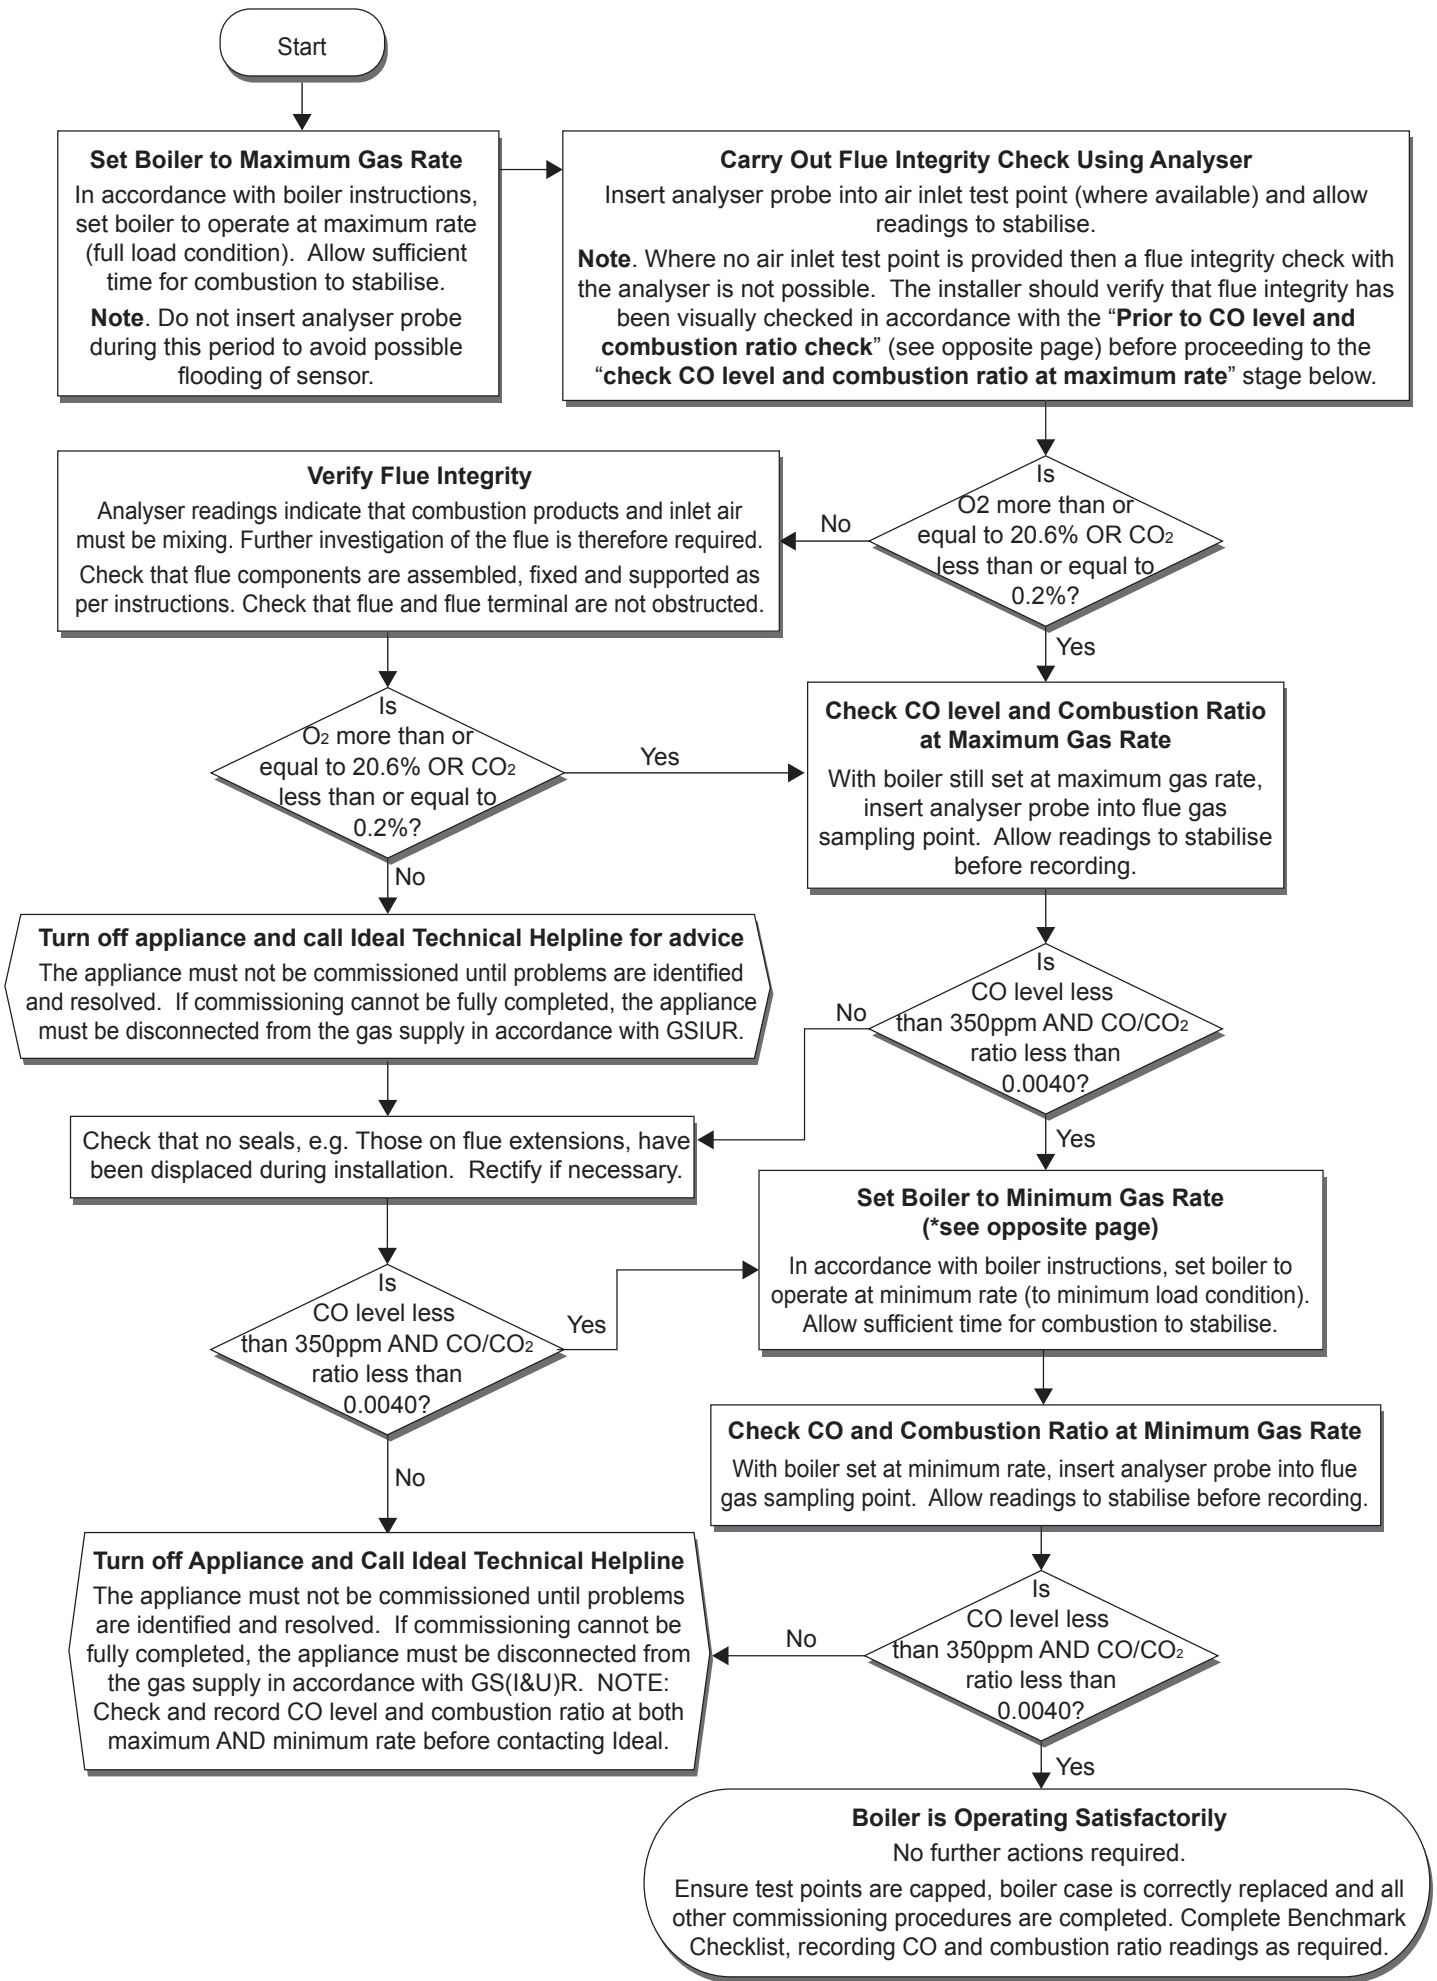 Start
Set Boiler to Maximum Gas Rate
In accordance with boiler instructions,
set boiler to operate at maximum rate
(full load condition). Allow sufficient
time for combustion to stabilise.
Note. Do not insert analyser probe
during this period to avoid possible
flooding of sensor.
Carry Out Flue Integrity Check Using Analyser
Insert analyser probe into air inlet test point (where available) and allow
readings to stabilise.
Note. Where no air inlet test point is provided then a flue integrity check with
the analyser is not possible. The installer should verify that flue integrity has
been visually checked in accordance with the “Prior to CO level and
combustion ratio check” (see opposite page) before proceeding to the
“check CO level and combustion ratio at maximum rate” stage below.
Is
O2 more than or
equal to 20.6% OR CO2
less than or equal to
0.2%?
No
Yes
Verify Flue Integrity
Analyser readings indicate that combustion products and inlet air
must be mixing. Further investigation of the flue is therefore required.
Check that flue components are assembled, fixed and supported as
per instructions. Check that flue and flue terminal are not obstructed.
Is
O2 more than or
equal to 20.6% OR CO2
less than or equal to
0.2%?
Yes
No
Check CO level and Combustion Ratio
at Maximum Gas Rate
With boiler still set at maximum gas rate,
insert analyser probe into flue gas
sampling point. Allow readings to stabilise
before recording.
Turn off appliance and call Ideal Technical Helpline for advice
The appliance must not be commissioned until problems are identified
and resolved. If commissioning cannot be fully completed, the appliance
must be disconnected from the gas supply in accordance with GSIUR.
Is
CO level less
than 350ppm AND CO/CO2
ratio less than
0.0040?
No
Yes
Check that no seals, e.g. Those on flue extensions, have
been displaced during installation. Rectify if necessary.
Set Boiler to Minimum Gas Rate
(*see opposite page)
In accordance with boiler instructions, set boiler to
operate at minimum rate (to minimum load condition).
Allow sufficient time for combustion to stabilise.
Is
CO level less
than 350ppm AND CO/CO2
ratio less than
0.0040?
Yes
No
Check CO and Combustion Ratio at Minimum Gas Rate
With boiler set at minimum rate, insert analyser probe into flue
gas sampling point. Allow readings to stabilise before recording.
Turn off Appliance and Call Ideal Technical Helpline
The appliance must not be commissioned until problems
are identified and resolved. If commissioning cannot be
fully completed, the appliance must be disconnected from
the gas supply in accordance with GS(I&U)R. NOTE:
Check and record CO level and combustion ratio at both
maximum AND minimum rate before contacting Ideal.
Is
CO level less
than 350ppm AND CO/CO2
ratio less than
0.0040?
No
Yes
Boiler is Operating Satisfactorily
No further actions required.
Ensure test points are capped, boiler case is correctly replaced and all
other commissioning procedures are completed. Complete Benchmark
Checklist, recording CO and combustion ratio readings as required.